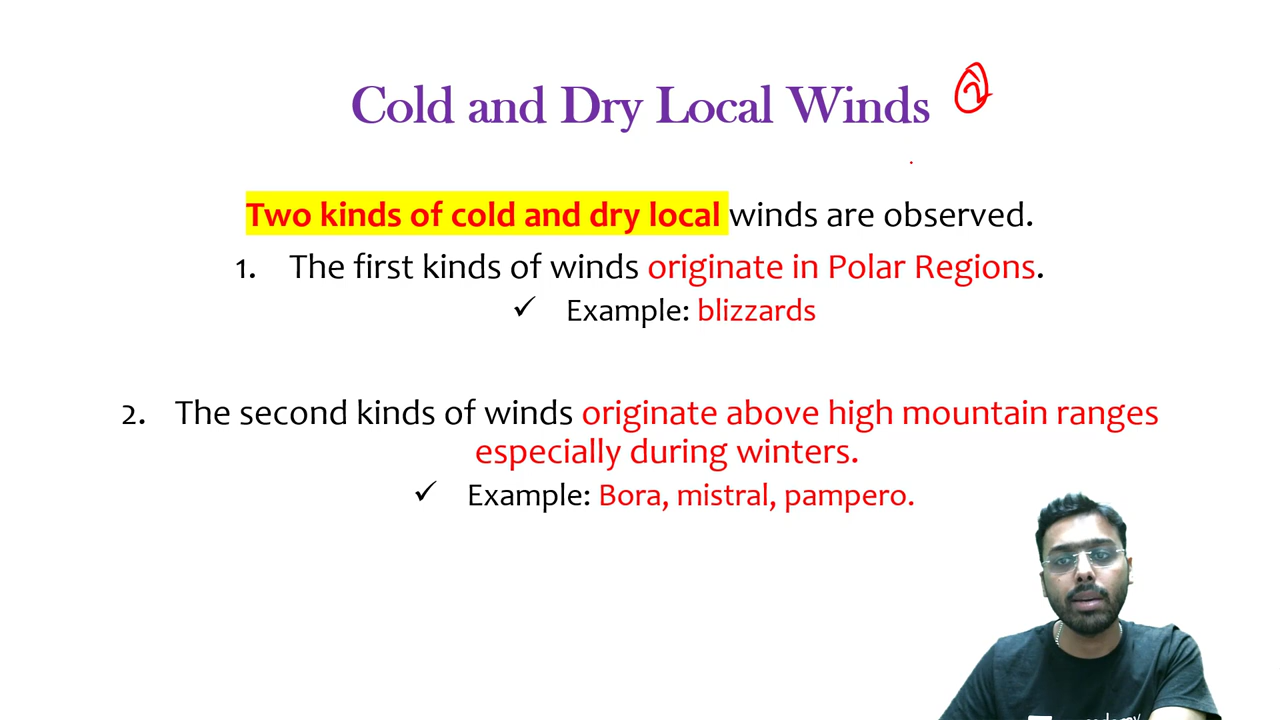 Cold and Dry Local Winds 2
Two kinds of cold and dry local winds are observed.
1. The first kinds of winds originate in Polar Regions.
✓ Example: blizzards
2. The second kinds of winds originate above high mountain ranges
especially during winters.
✓ Example: Bora, mistral, pampero.